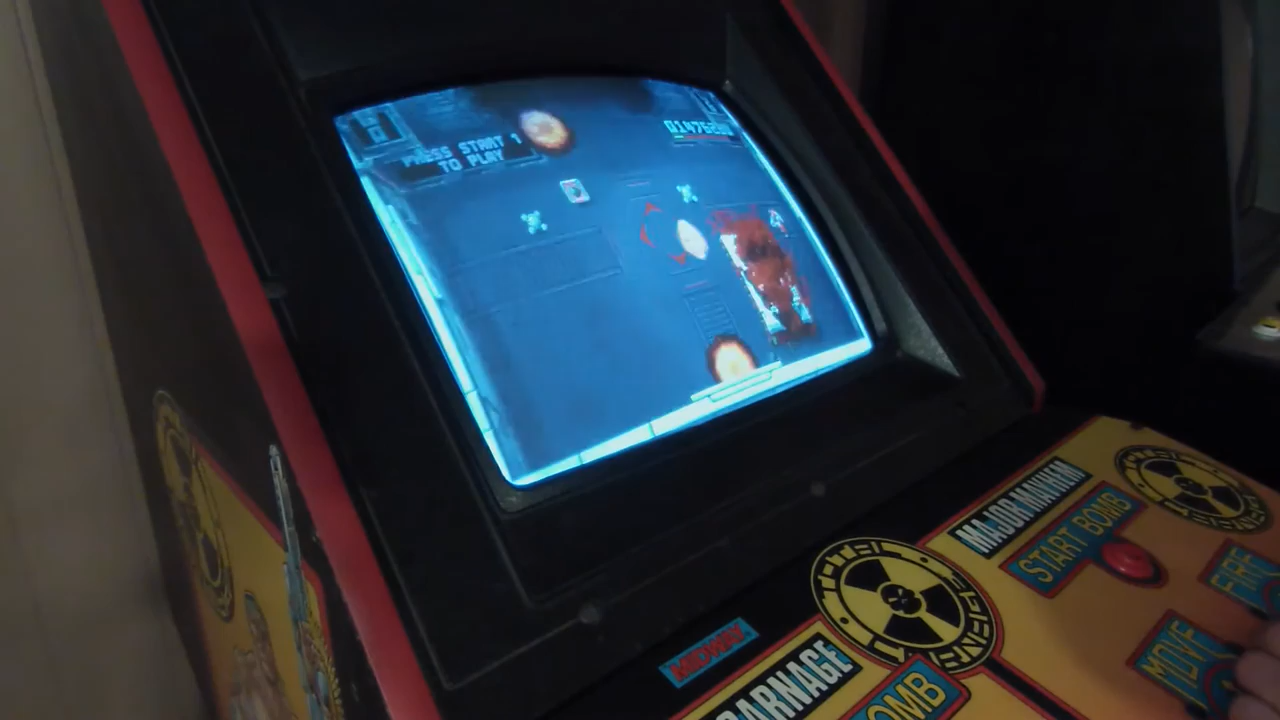 PRESS START 1
TO PLAY
MAJOR MAYHEM
START BOMB
FIRE
MOVE
MIDWAY
CARNAGE
BOMB